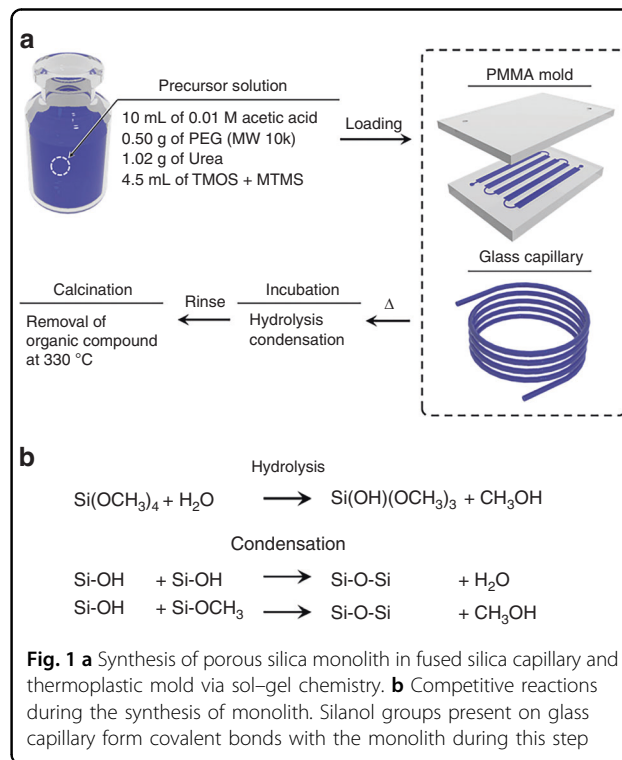 a
Precursor solution
10 mL of 0.01 M acetic acid
0.50 g of PEG (MW 10k)
1.02 g of Urea
4.5 mL of TMOS + MTMS
Loading
PMMA mold
Glass capillary
Δ
Incubation
Hydrolysis
condensation
Rinse
Calcination
Removal of
organic compound
at 330 °C
b
Hydrolysis
Si(OCH₃)₄ + H₂O ⟶ Si(OH)(OCH₃)₃ + CH₃OH
Condensation
Si-OH + Si-OH ⟶ Si-O-Si + H₂O
Si-OH + Si-OCH₃ ⟶ Si-O-Si + CH₃OH
Fig. 1 a Synthesis of porous silica monolith in fused silica capillary and
thermoplastic mold via sol–gel chemistry. b Competitive reactions
during the synthesis of monolith. Silanol groups present on glass
capillary form covalent bonds with the monolith during this step